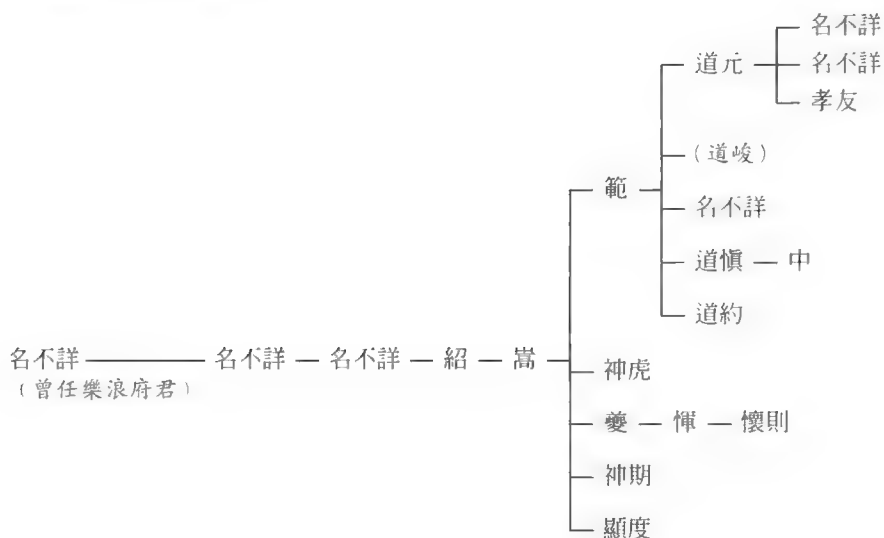 名不詳
道元 名不詳
孝友
(道峻)
範
名不詳
道愼 中
道約
名不詳 名不詳 名不詳 紹 嵩
(曾任樂浪府君)
神虎
夔 惲 懷則
神期
顯度